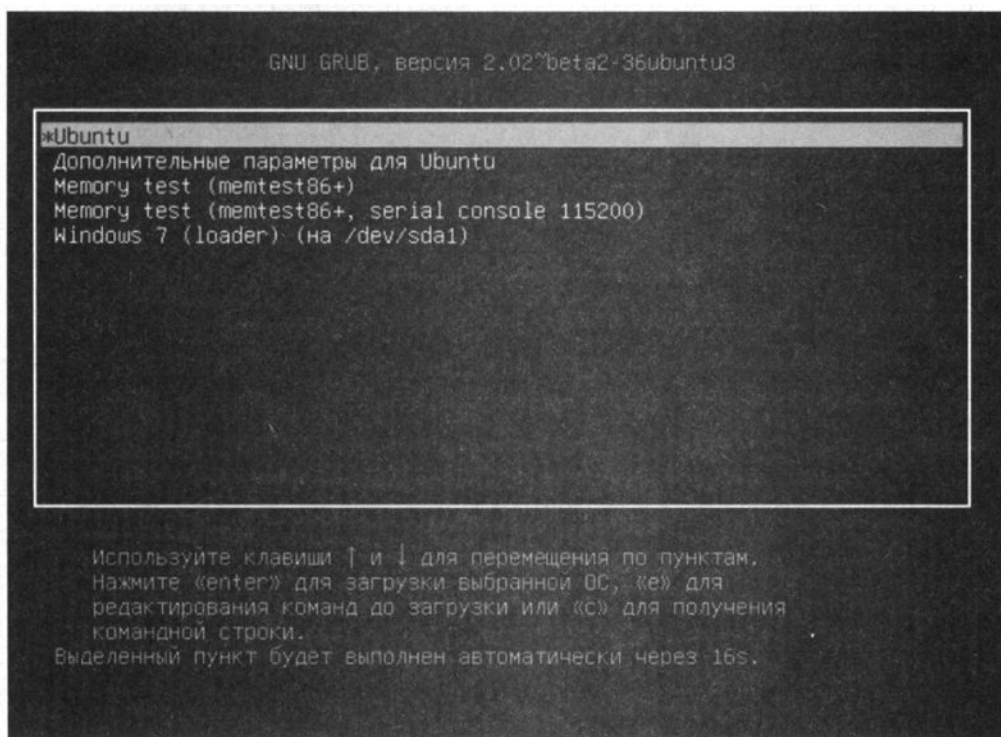 GNU GRUB, версия 2.02~beta2-36ubuntu3
*Ubuntu
Дополнительные параметры для Ubuntu
Memory test (memtest86+)
Memory test (memtest86+, serial console 115200)
Windows 7 (loader) (на /dev/sda1)
Используйте клавиши ↑ и ↓ для перемещения по пунктам.
Нажмите «enter» для загрузки выбранной ОС, «e» для
редактирования команд до загрузки или «c» для получения
командной строки.
Выделенный пункт будет выполнен автоматически через 16s.